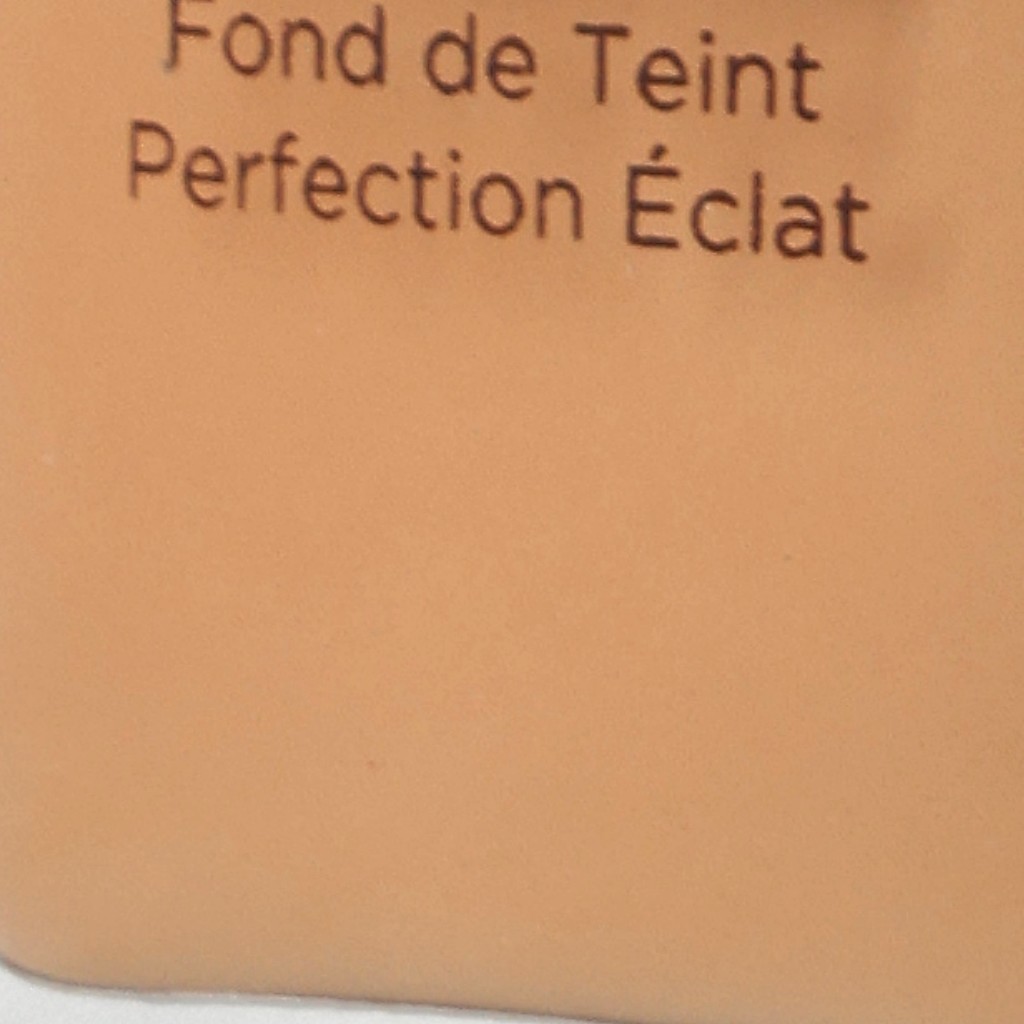 Fond de Teint
Perfection Éclat